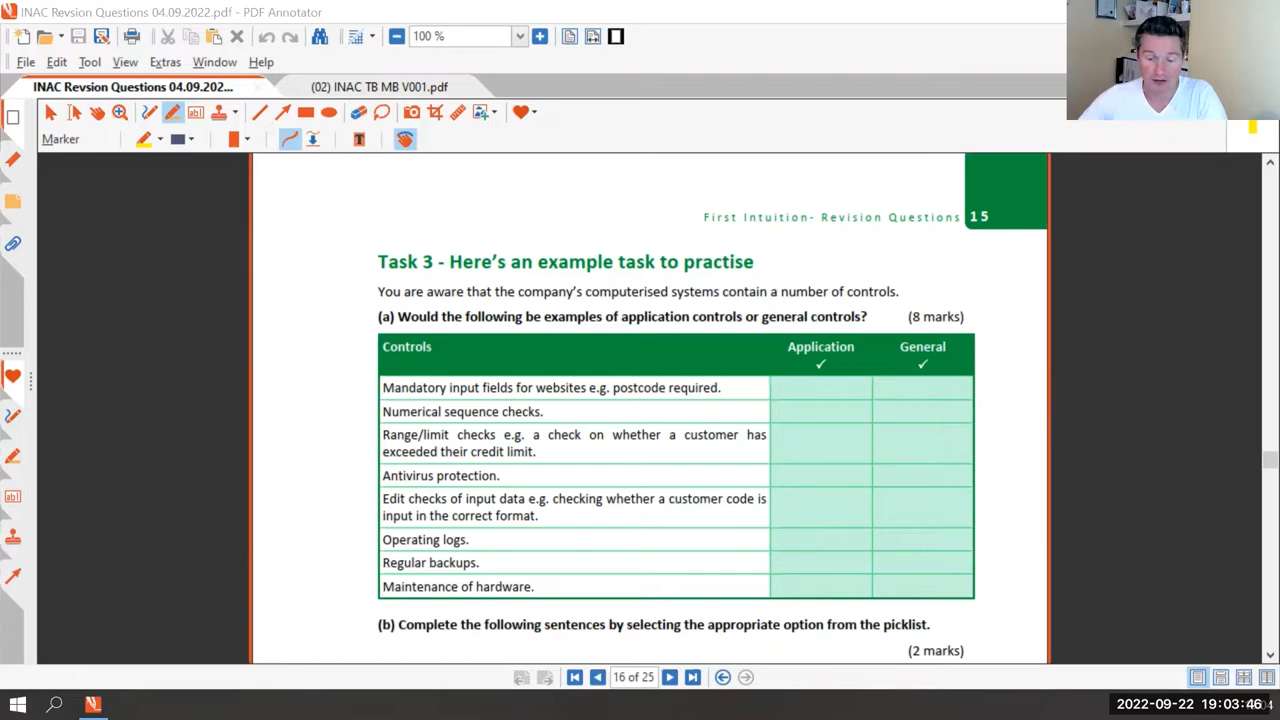 INAC Revsion Questions 04.09.2022.pdf - PDF Annotator
100 %
File Edit Tool View Extras Window Help
INAC Revsion Questions 04.09.202... (02) INAC TB MB V001.pdf
ab|
Marker
T
First Intuition- Revision Questions 15
Task 3 - Here's an example task to practise
You are aware that the company's computerised systems contain a number of controls.
(a) Would the following be examples of application controls or general controls? (8 marks)
Controls Application General
✓ ✓
Mandatory input fields for websites e.g. postcode required.
Numerical sequence checks.
Range/limit checks e.g. a check on whether a customer has
exceeded their credit limit.
Antivirus protection.
Edit checks of input data e.g. checking whether a customer code is
input in the correct format.
Operating logs.
Regular backups.
Maintenance of hardware.
(b) Complete the following sentences by selecting the appropriate option from the picklist.
(2 marks)
16 of 25
2022-09-22 19:03:46